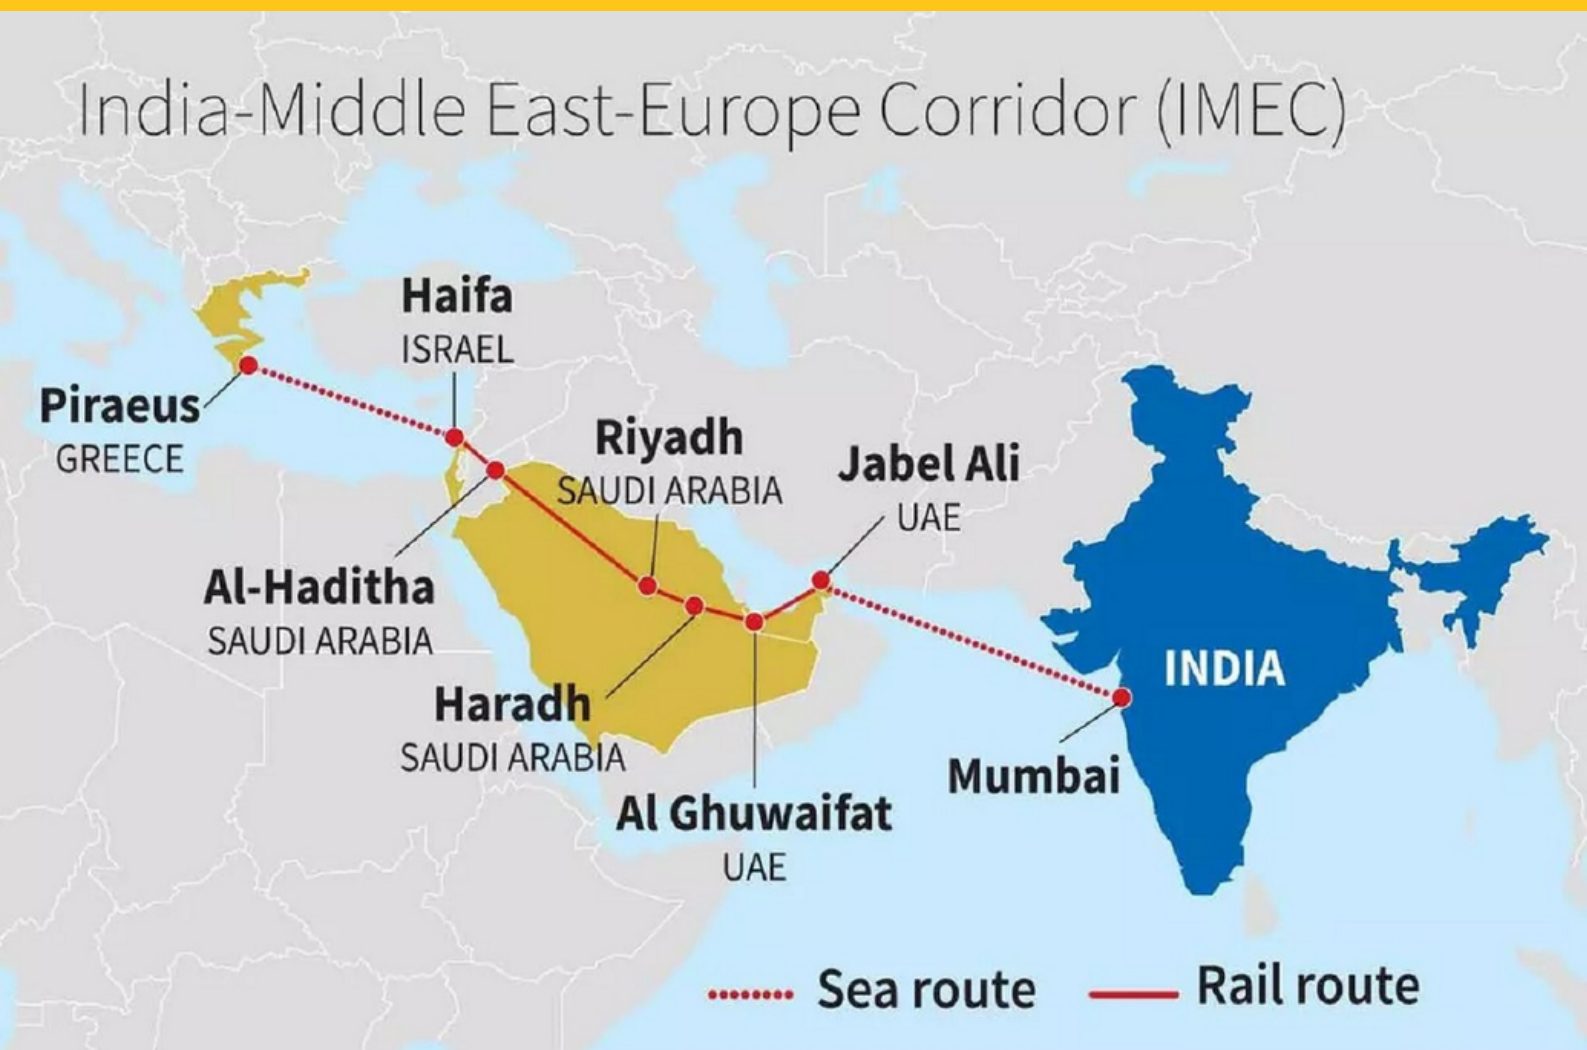 India-Middle East-Europe Corridor (IMEC)
Haifa
ISRAEL
Piraeus
GREECE
Riyadh
SAUDI ARABIA
Jabel Ali
UAE
Al-Haditha
SAUDI ARABIA
INDIA
Haradh
SAUDI ARABIA
Mumbai
Al Ghuwaifat
UAE
Sea route
Rail route